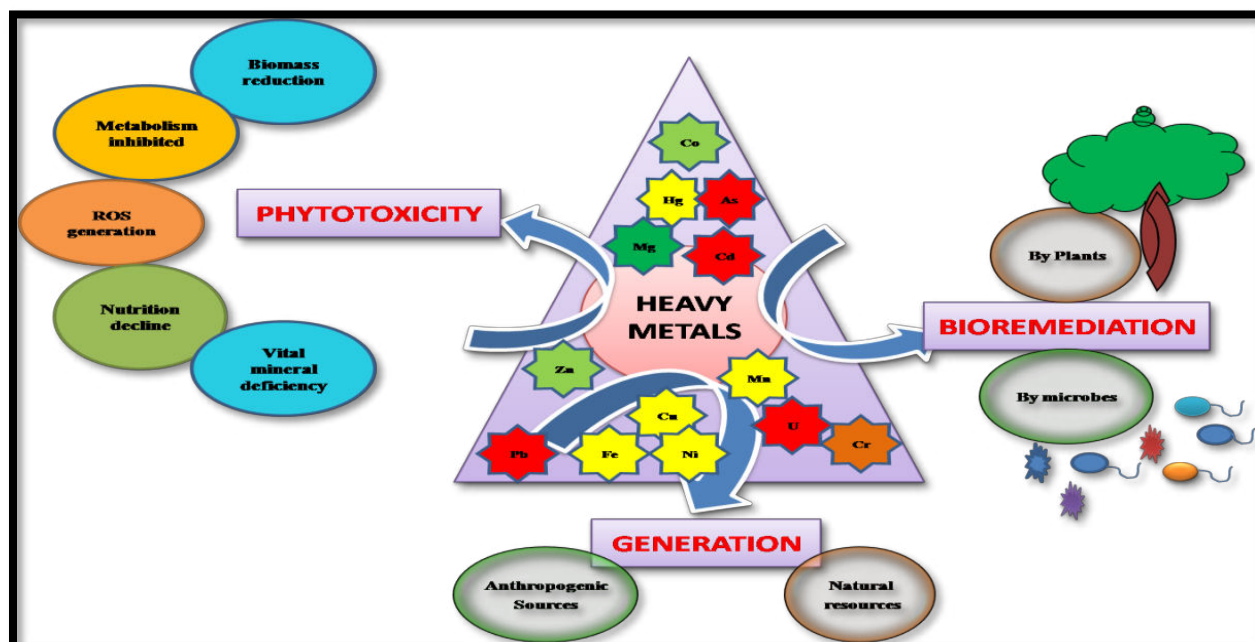 Biomass
reduction
Metabolism
inhibited
ROS
generation
Nutrition
decline
Vital
mineral
deficiency
PHYTOTOXICITY
Co
Hg
As
Mg
Cd
HEAVY
METALS
Zn
Mn
Cu
U
Cr
Pb
Fe
Ni
By Plants
BIOREMEDIATION
By microbes
GENERATION
Anthropogenic
Sources
Natural
resources